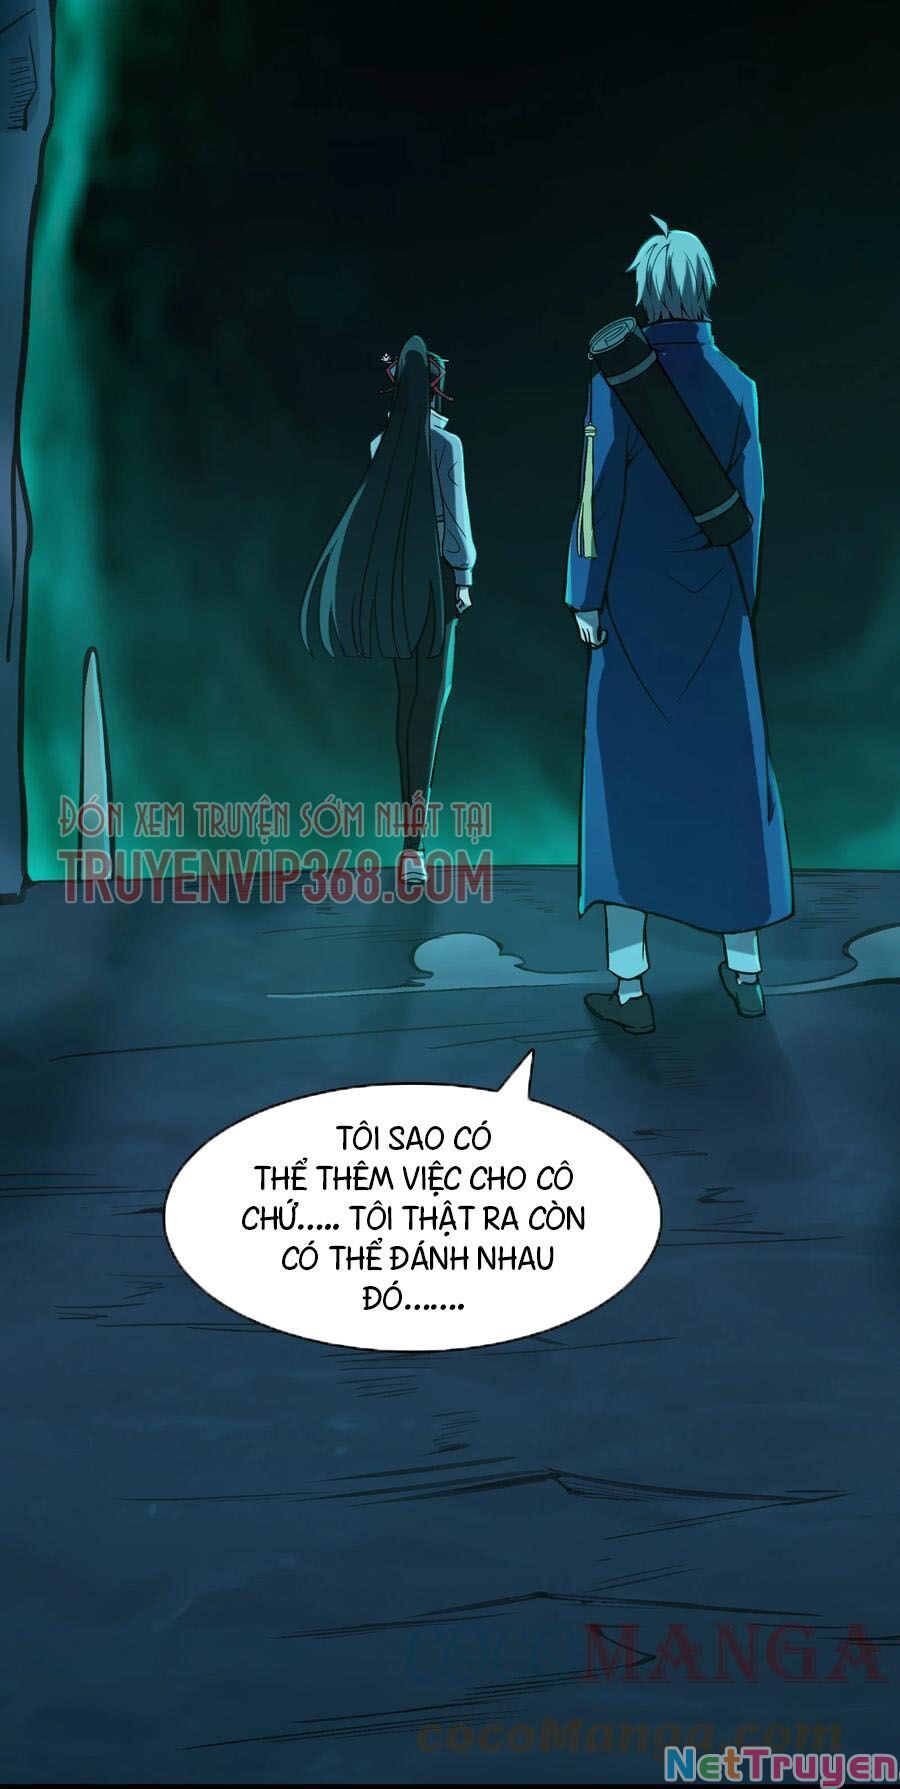 ĐÓN XEM TRUYỆN SỚM NHẤT TẠI
TRUYENVIP368.COM
TÔI SAO CÓ
THỂ THÊM VIỆC CHO CÔ
CHỨ..... TÔI THẬT RA CÒN
CÓ THỂ ĐÁNH NHAU
ĐÓ.......
COCOMANGA
cocoManga.com
NetTruyen